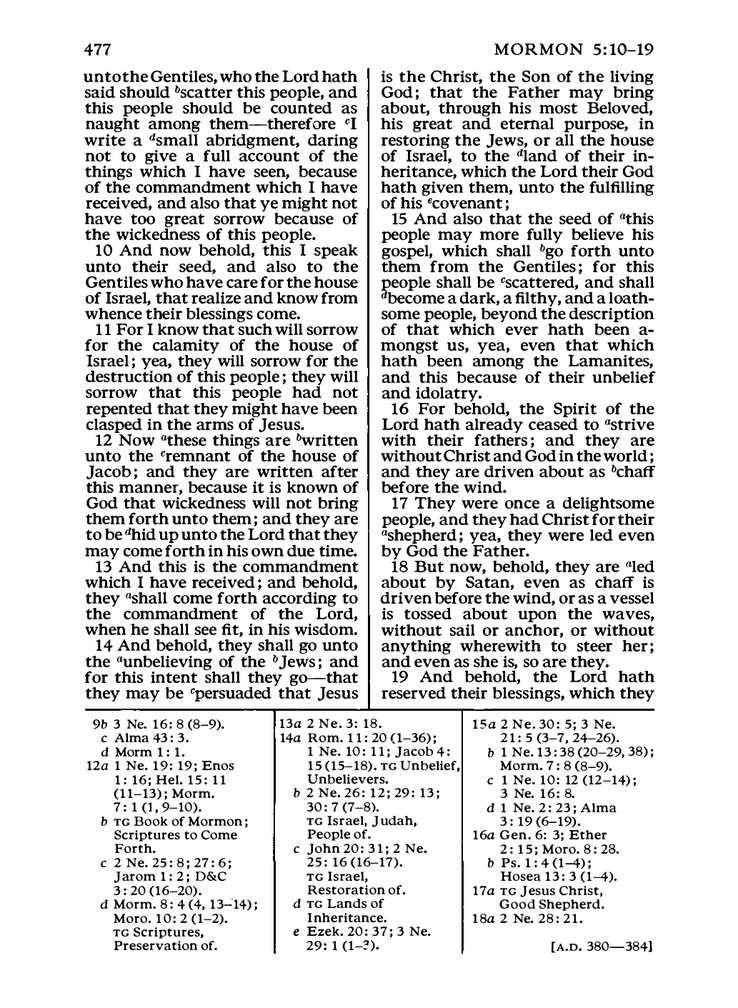 477
MORMON 5:10–19
unto the Gentiles, who the Lord hath
said should bscatter this people, and
this people should be counted as
naught among them—therefore cI
write a dsmall abridgment, daring
not to give a full account of the
things which I have seen, because
of the commandment which I have
received, and also that ye might not
have too great sorrow because of
the wickedness of this people.
10 And now behold, this I speak
unto their seed, and also to the
Gentiles who have care for the house
of Israel, that realize and know from
whence their blessings come.
11 For I know that such will sorrow
for the calamity of the house of
Israel; yea, they will sorrow for the
destruction of this people; they will
sorrow that this people had not
repented that they might have been
clasped in the arms of Jesus.
12 Now athese things are bwritten
unto the cremnant of the house of
Jacob; and they are written after
this manner, because it is known of
God that wickedness will not bring
them forth unto them; and they are
to be dhid up unto the Lord that they
may come forth in his own due time.
13 And this is the commandment
which I have received; and behold,
they ashall come forth according to
the commandment of the Lord,
when he shall see fit, in his wisdom.
14 And behold, they shall go unto
the aunbelieving of the bJews; and
for this intent shall they go—that
they may be cpersuaded that Jesus
is the Christ, the Son of the living
God; that the Father may bring
about, through his most Beloved,
his great and eternal purpose, in
restoring the Jews, or all the house
of Israel, to the dland of their in-
heritance, which the Lord their God
hath given them, unto the fulfilling
of his ecovenant;
15 And also that the seed of athis
people may more fully believe his
gospel, which shall bgo forth unto
them from the Gentiles; for this
people shall be cscattered, and shall
dbecome a dark, a filthy, and a loath-
some people, beyond the description
of that which ever hath been a-
mongst us, yea, even that which
hath been among the Lamanites,
and this because of their unbelief
and idolatry.
16 For behold, the Spirit of the
Lord hath already ceased to astrive
with their fathers; and they are
without Christ and God in the world;
and they are driven about as bchaff
before the wind.
17 They were once a delightsome
people, and they had Christ for their
ashepherd; yea, they were led even
by God the Father.
18 But now, behold, they are aled
about by Satan, even as chaff is
driven before the wind, or as a vessel
is tossed about upon the waves,
without sail or anchor, or without
anything wherewith to steer her;
and even as she is, so are they.
19 And behold, the Lord hath
reserved their blessings, which they
9b 3 Ne. 16: 8 (8–9).
c Alma 43: 3.
d Morm 1: 1.
12a 1 Ne. 19: 19; Enos
1: 16; Hel. 15: 11
(11–13); Morm.
7: 1 (1, 9–10).
b TG Book of Mormon;
Scriptures to Come
Forth.
c 2 Ne. 25: 8; 27: 6;
Jarom 1: 2; D&C
3: 20 (16–20).
d Morm. 8: 4 (4, 13–14);
Moro. 10: 2 (1–2).
TG Scriptures,
Preservation of.
13a 2 Ne. 3: 18.
14a Rom. 11: 20 (1–36);
1 Ne. 10: 11; Jacob 4:
15 (15–18). TG Unbelief,
Unbelievers.
b 2 Ne. 26: 12; 29: 13;
30: 7 (7–8).
TG Israel, Judah,
People of.
c John 20: 31; 2 Ne.
25: 16 (16–17).
TG Israel,
Restoration of.
d TG Lands of
Inheritance.
e Ezek. 20: 37; 3 Ne.
29: 1 (1–?).
15a 2 Ne. 30: 5; 3 Ne.
21: 5 (3–7, 24–26).
b 1 Ne. 13: 38 (20–29, 38);
Morm. 7: 8 (8–9).
c 1 Ne. 10: 12 (12–14);
3 Ne. 16: 8.
d 1 Ne. 2: 23; Alma
3: 19 (6–19).
16a Gen. 6: 3; Ether
2: 15; Moro. 8: 28.
b Ps. 1: 4 (1–4);
Hosea 13: 3 (1–4).
17a TG Jesus Christ,
Good Shepherd.
18a 2 Ne. 28: 21.
[A.D. 380—384]